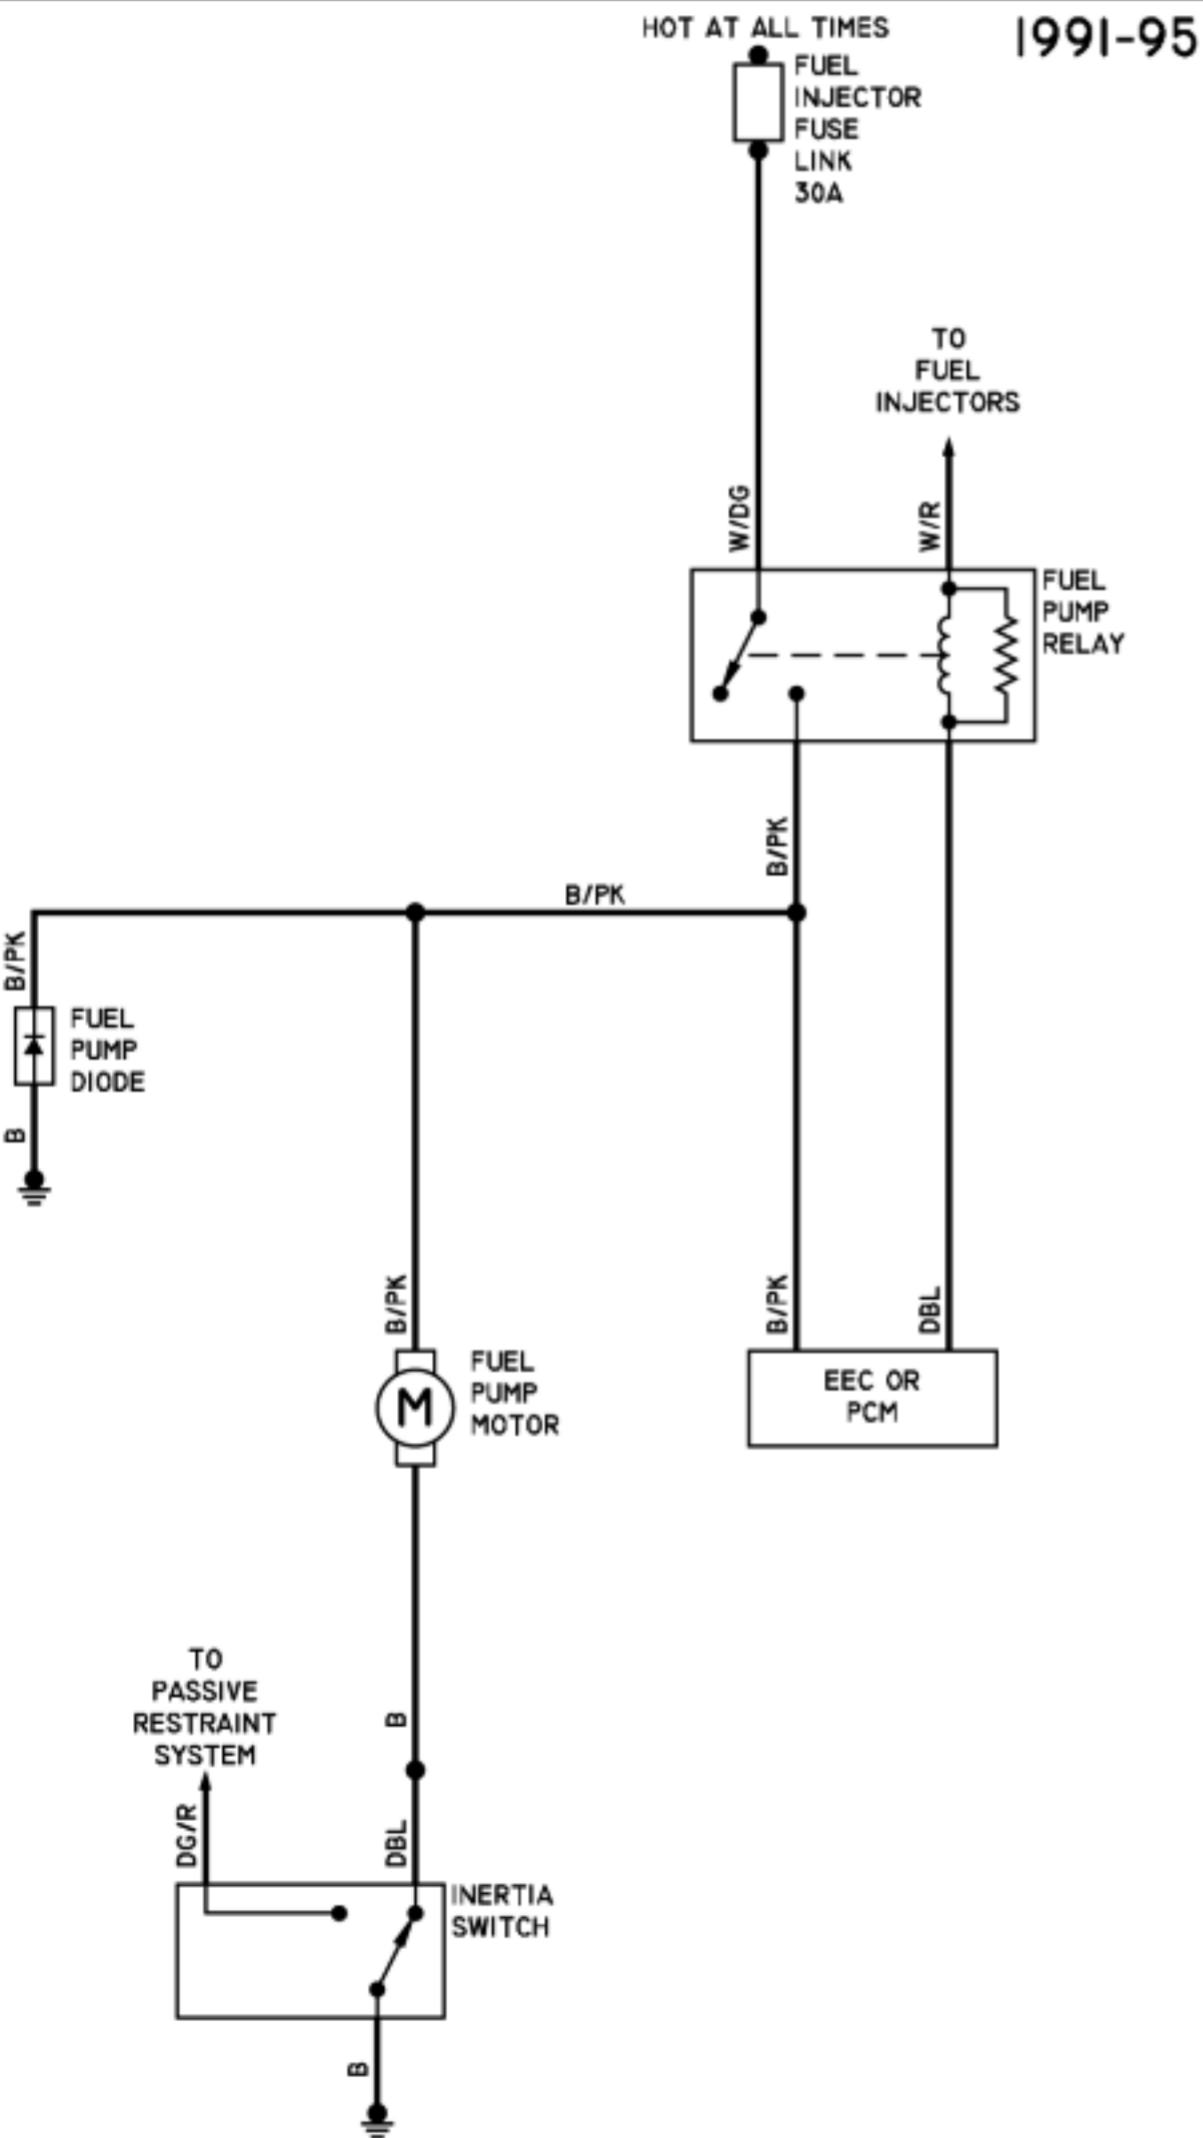 HOT AT ALL TIMES
1991-95
FUEL
INJECTOR
FUSE
LINK
30A
TO
FUEL
INJECTORS
W/DG
W/R
FUEL
PUMP
RELAY
B/PK
B/PK
B/PK
FUEL
PUMP
DIODE
B
B/PK
B/PK
DBL
FUEL
PUMP
MOTOR
M
EEC OR
PCM
TO
PASSIVE
RESTRAINT
SYSTEM
B
DG/R
DBL
INERTIA
SWITCH
B